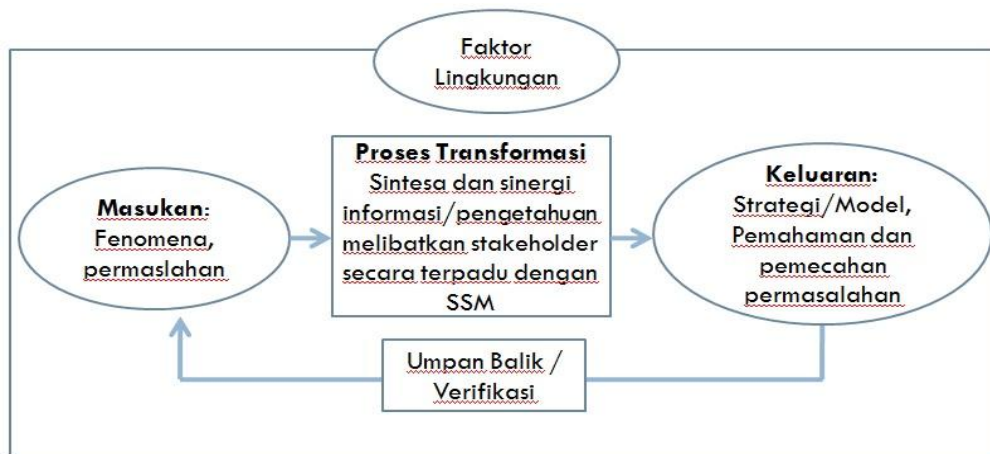 Faktor
Lingkungan
Masukan:
Fenomena,
permaslahan
Proses Transformasi
Sintesa dan sinergi
informasi/pengetahuan
melibatkan stakeholder
secara terpadu dengan
SSM
Keluaran:
Strategi/Model,
Pemahaman dan
pemecahan
permasalahan
Umpan Balik /
Verifikasi